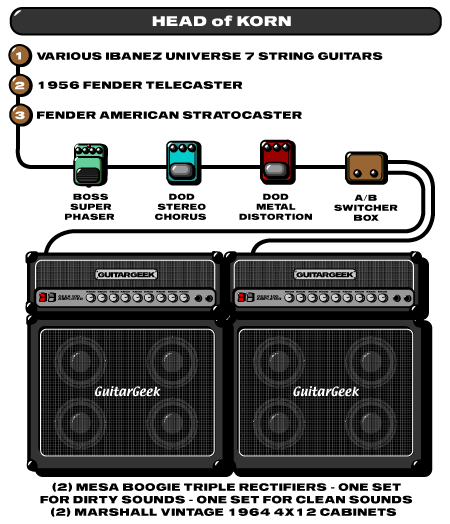 HEAD of KORN
1 VARIOUS IBANEZ UNIVERSE 7 STRING GUITARS
2 1956 FENDER TELECASTER
3 FENDER AMERICAN STRATOCASTER
BOSS
SUPER
PHASER
DOD
STEREO
CHORUS
DOD
METAL
DISTORTION
A/B
SWITCHER
BOX
GUITARGEEK
GUITARGEEK
GuitarGeek
GuitarGeek
(2) MESA BOOGIE TRIPLE RECTIFIERS - ONE SET
FOR DIRTY SOUNDS - ONE SET FOR CLEAN SOUNDS
(2) MARSHALL VINTAGE 1964 4X12 CABINETS